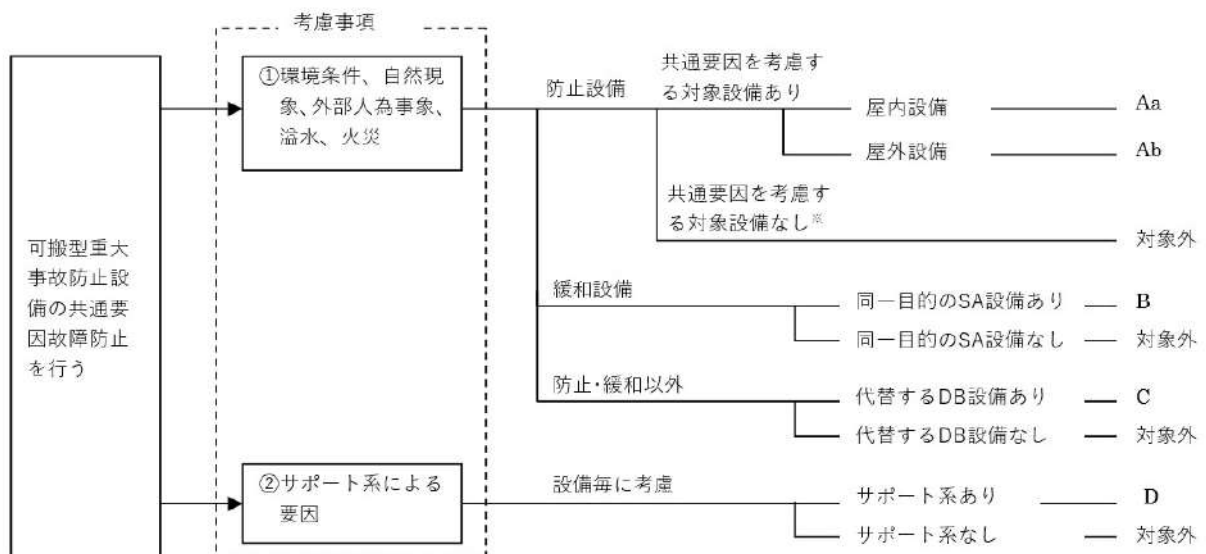 考慮事項
可搬型重大
事故防止設
備の共通要
因故障防止
を行う
①環境条件、自然現
象、外部人為事象、
溢水、火災
防止設備
共通要因を考慮す
る対象設備あり
屋内設備
Aa
屋外設備
Ab
共通要因を考慮す
る対象設備なし※
対象外
緩和設備
同一目的のSA設備あり
B
同一目的のSA設備なし
対象外
防止・緩和以外
代替するDB設備あり
C
代替するDB設備なし
対象外
②サポート系による
要因
設備毎に考慮
サポート系あり
D
サポート系なし
対象外